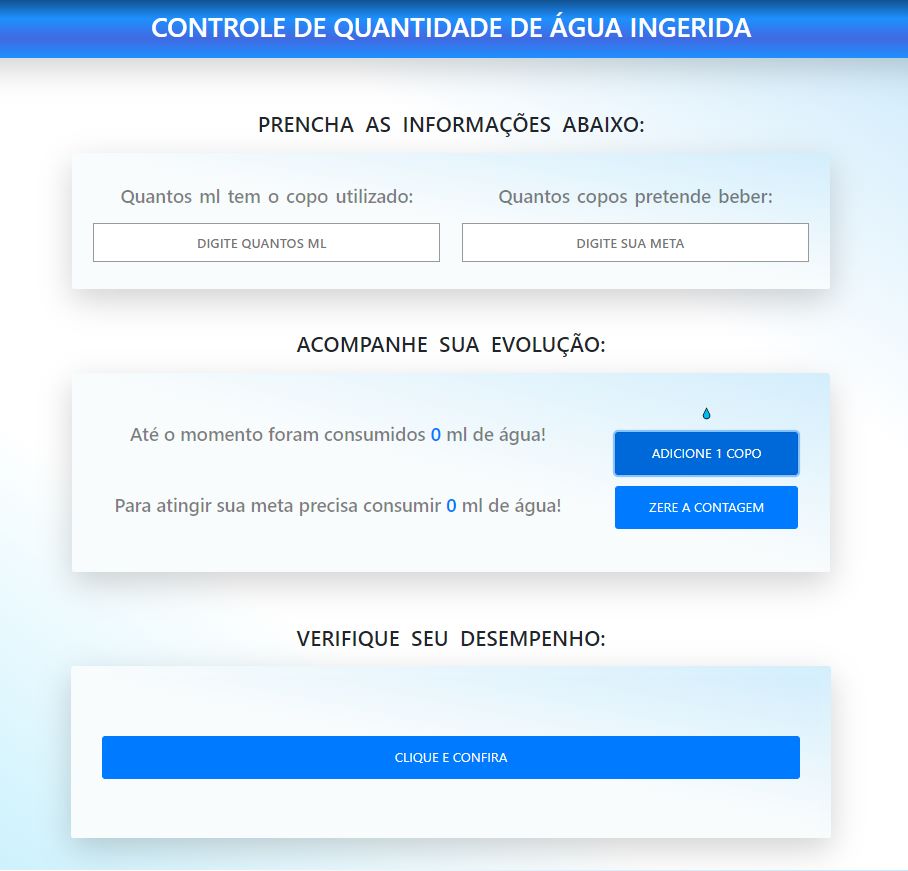 CONTROLE DE QUANTIDADE DE ÁGUA INGERIDA
PRENCHA AS INFORMAÇÕES ABAIXO:
Quantos ml tem o copo utilizado:
Quantos copos pretende beber:
DIGITE QUANTOS ML
DIGITE SUA META
ACOMPANHE SUA EVOLUÇÃO:
Até o momento foram consumidos 0 ml de água!
ADICIONE 1 COPO
Para atingir sua meta precisa consumir 0 ml de água!
ZERE A CONTAGEM
VERIFIQUE SEU DESEMPENHO:
CLIQUE E CONFIRA